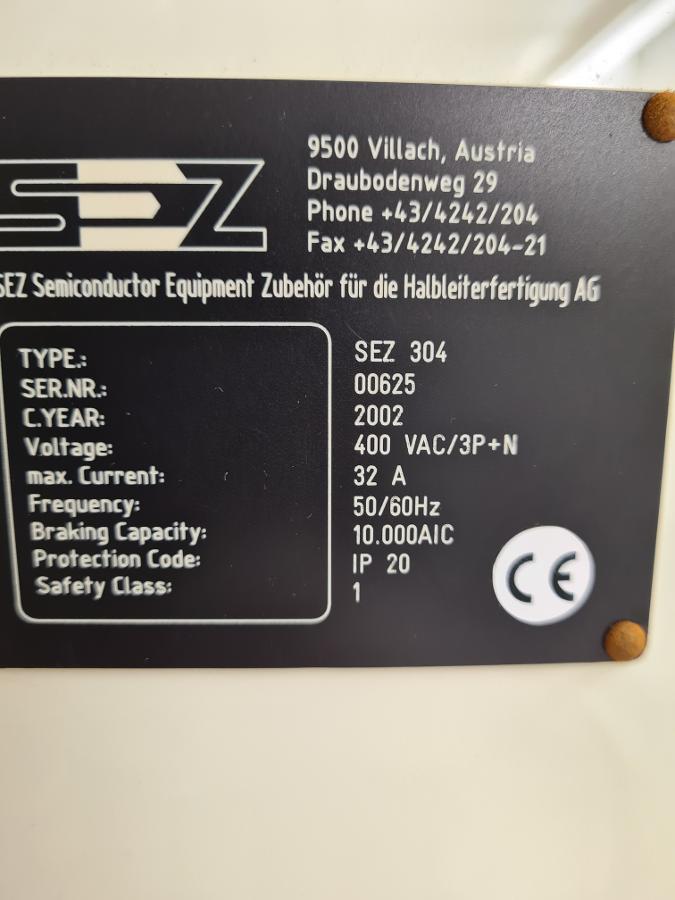 SEZ
9500 Villach, Austria
Draubodenweg 29
Phone +43/4242/204
Fax +43/4242/204-21
SEZ Semiconductor Equipment Zubehör für die Halbleiterfertigung AG
TYPE.: SEZ 304
SER.NR.: 00625
C.YEAR: 2002
Voltage: 400 VAC/3P+N
max. Current: 32 A
Frequency: 50/60Hz
Braking Capacity: 10.000AIC
Protection Code: IP 20
Safety Class: 1
CE